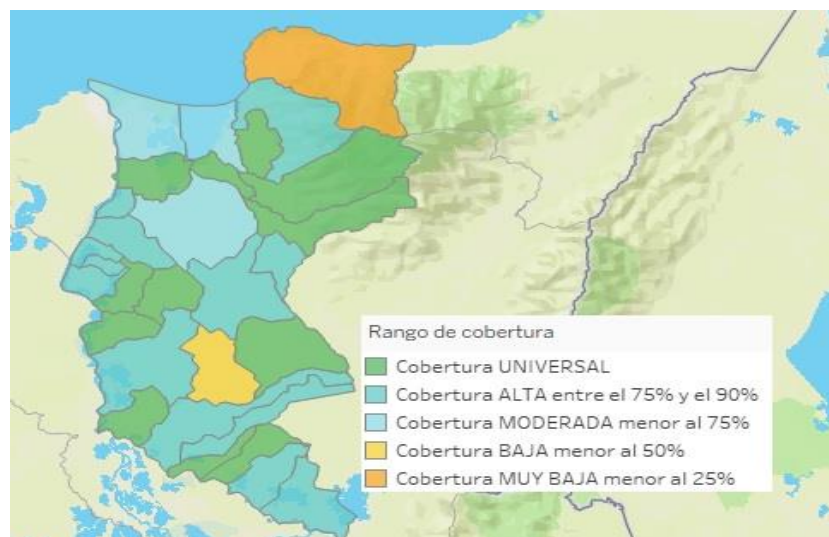 Rango de cobertura
Cobertura UNIVERSAL
Cobertura ALTA entre el 75% y el 90%
Cobertura MODERADA menor al 75%
Cobertura BAJA menor al 50%
Cobertura MUY BAJA menor al 25%